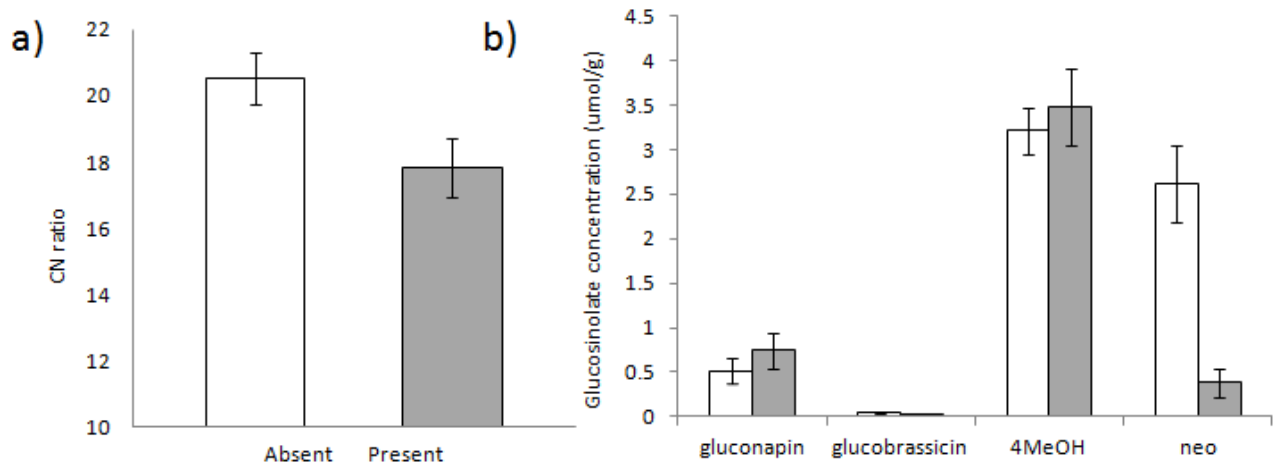 a)
CN ratio
22
20
18
16
14
12
10
Absent Present
b)
Glucosinolate concentration (umol/g)
4.5
4
3.5
3
2.5
2
1.5
1
0.5
0
gluconapin glucobrassicin 4MeOH neo